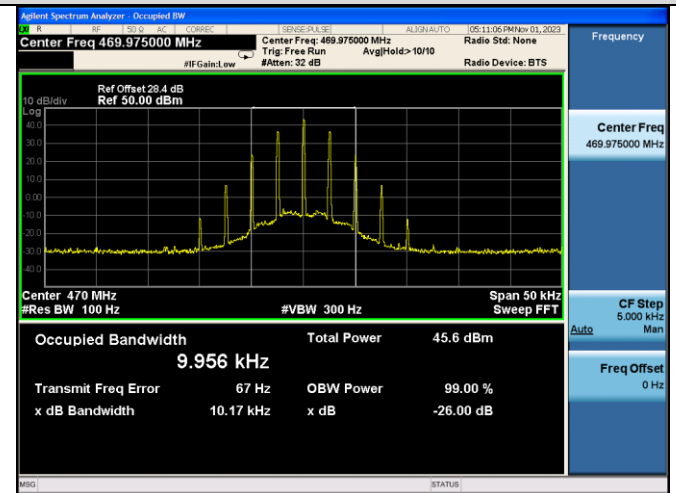 Agilent Spectrum Analyzer - Occupied BW
R RF 50 Ω AC CORREC SENSE:PULSE ALIGN AUTO 05:11:06 PM Nov 01, 2023
Center Freq 469.975000 MHz
Center Freq: 469.975000 MHz
Radio Std: None
Trig: Free Run Avg|Hold:> 10/10
#IFGain:Low #Atten: 32 dB Radio Device: BTS
Frequency
Ref Offset 28.4 dB
10 dB/div Ref 50.00 dBm
Log
40.0
30.0
20.0
10.0
0.00
-10.0
-20.0
-30.0
-40.0
Center Freq
469.975000 MHz
Center 470 MHz Span 50 kHz
#Res BW 100 Hz #VBW 300 Hz Sweep FFT
CF Step
5.000 kHz
Auto Man
Freq Offset
0 Hz
Occupied Bandwidth Total Power 45.6 dBm
9.956 kHz
Transmit Freq Error 67 Hz OBW Power 99.00 %
x dB Bandwidth 10.17 kHz x dB -26.00 dB
MSG STATUS